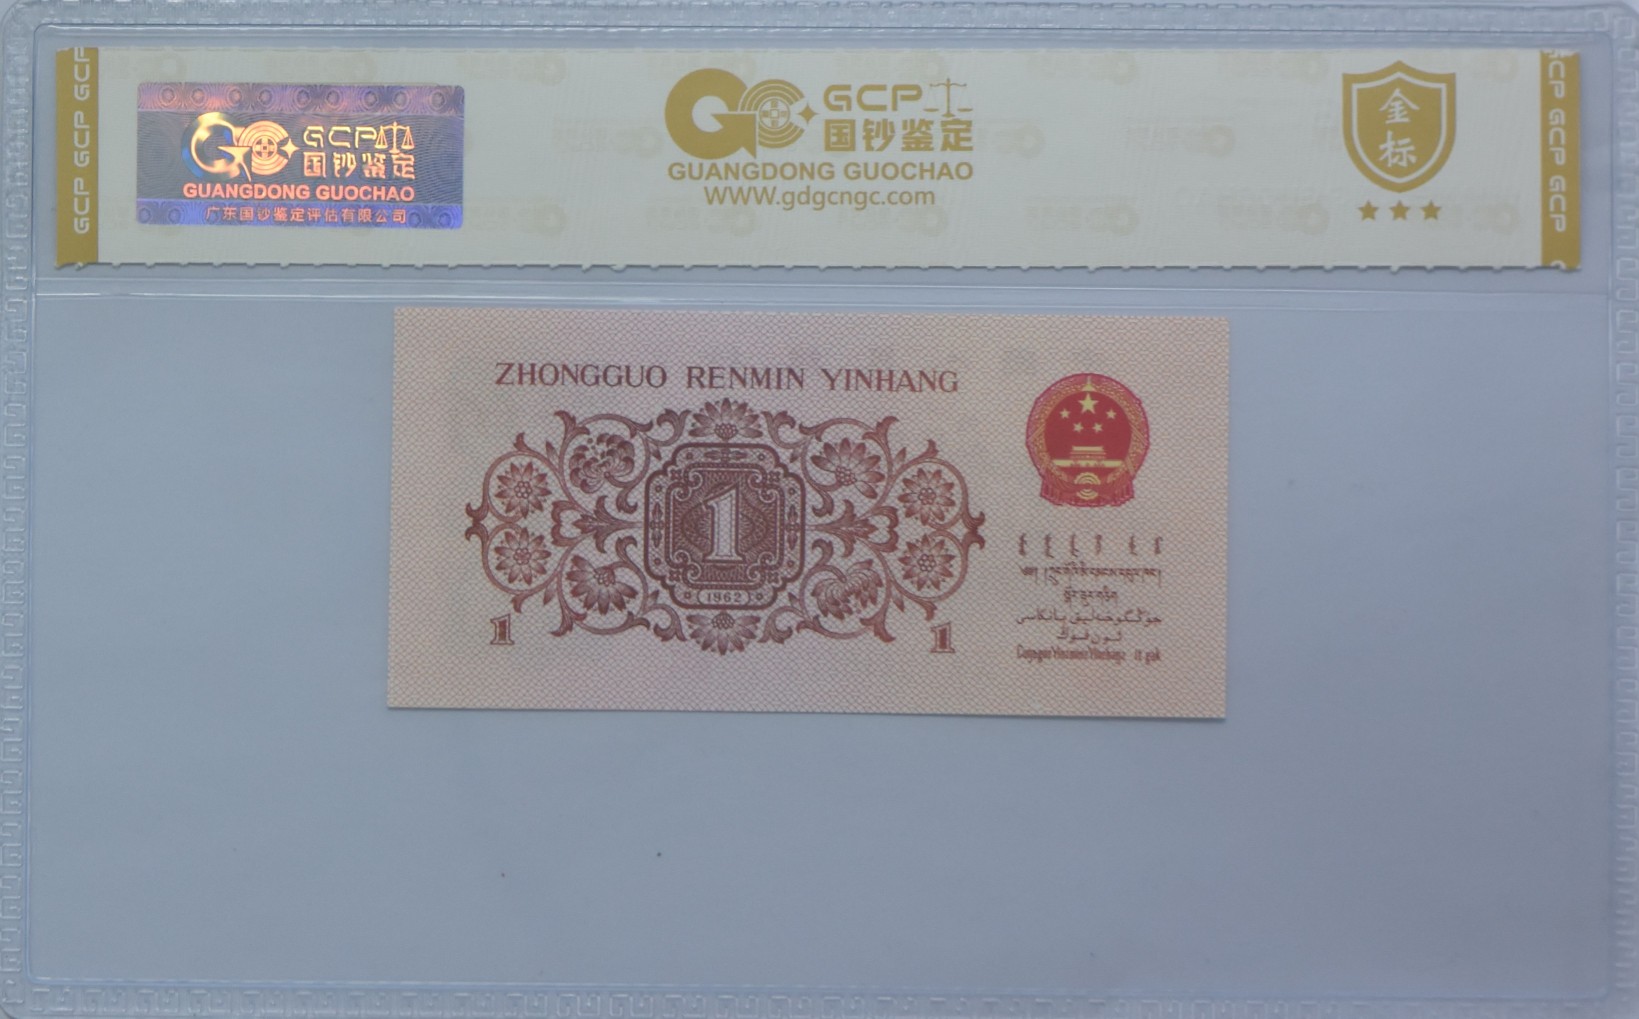 GCP GCP GCP
GCP
国钞鉴定
GUANGDONG GUOCHAO
广东国钞鉴定评估有限公司
GCP
国钞鉴定
GUANGDONG GUOCHAO
WWW.gdgcngc.com
金
标
GCP GCP GCP
ZHONGGUO RENMIN YINHANG
1
1962
1
1